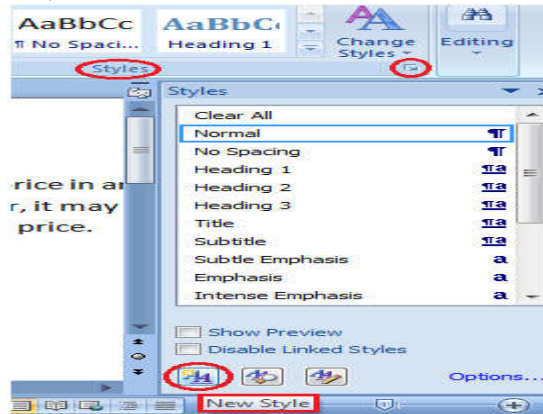 AaBbCc AaBbC
¶ No Spaci... Heading 1 Change Styles Editing
Styles
Styles
Clear All
Normal ¶
No Spacing ¶
Heading 1 ¶a
Heading 2 ¶a
Heading 3 ¶a
Title ¶a
Subtitle ¶a
Subtle Emphasis a
Emphasis a
Intense Emphasis a
rice in a
r, it may
price.
Show Preview
Disable Linked Styles
Options...
New Style